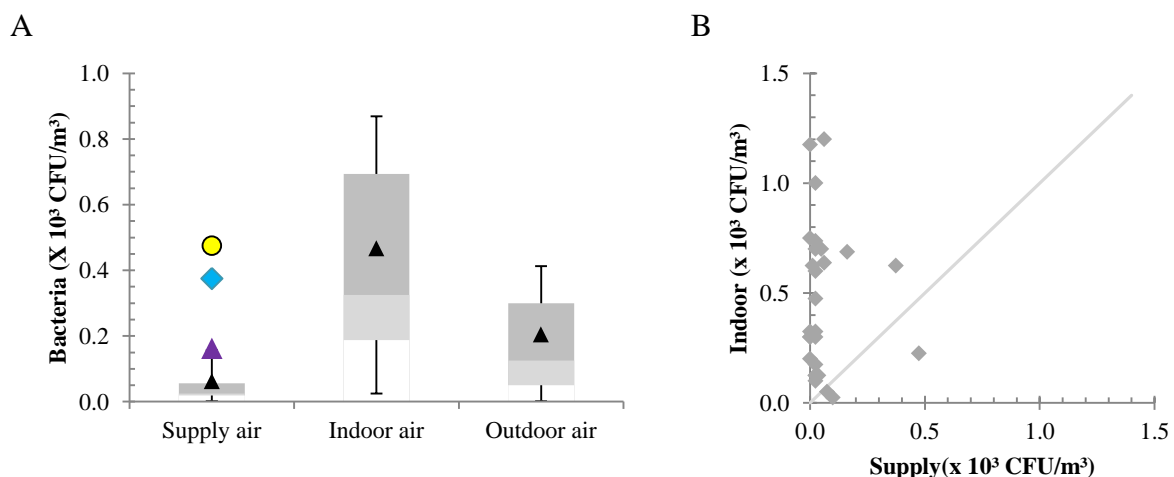 A
Bacteria (X 10³ CFU/m³)
1.0
0.8
0.6
0.4
0.2
0.0
Supply air Indoor air Outdoor air
B
Indoor (x 10³ CFU/m³)
1.5
1.0
0.5
0.0
0.0 0.5 1.0 1.5
Supply(x 10³ CFU/m³)